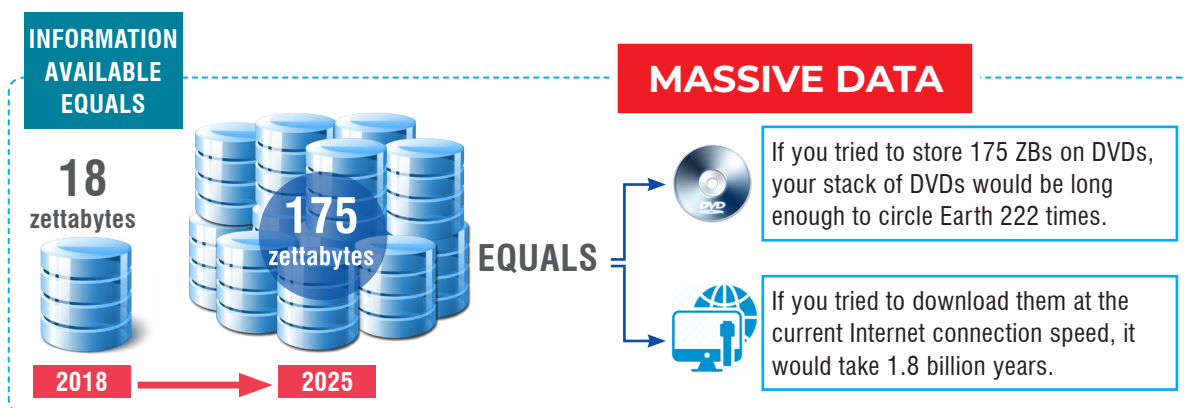 INFORMATION
AVAILABLE
EQUALS
MASSIVE DATA
18
zettabytes
175
zettabytes
EQUALS
2018
2025
DVD
If you tried to store 175 ZBs on DVDs,
your stack of DVDs would be long
enough to circle Earth 222 times.
If you tried to download them at the
current Internet connection speed, it
would take 1.8 billion years.